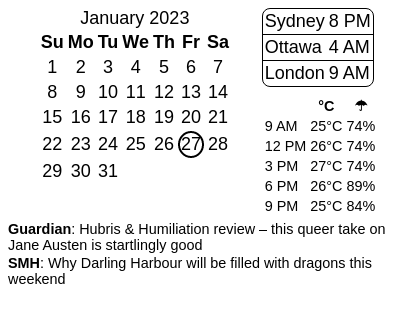 January 2023
Su Mo Tu We Th Fr Sa
1 2 3 4 5 6 7
8 9 10 11 12 13 14
15 16 17 18 19 20 21
22 23 24 25 26 27 28
29 30 31
Sydney 8 PM
Ottawa 4 AM
London 9 AM
°C ☂
9 AM 25°C 74%
12 PM 26°C 74%
3 PM 27°C 74%
6 PM 26°C 89%
9 PM 25°C 84%
Guardian: Hubris & Humiliation review – this queer take on
Jane Austen is startlingly good
SMH: Why Darling Harbour will be filled with dragons this
weekend